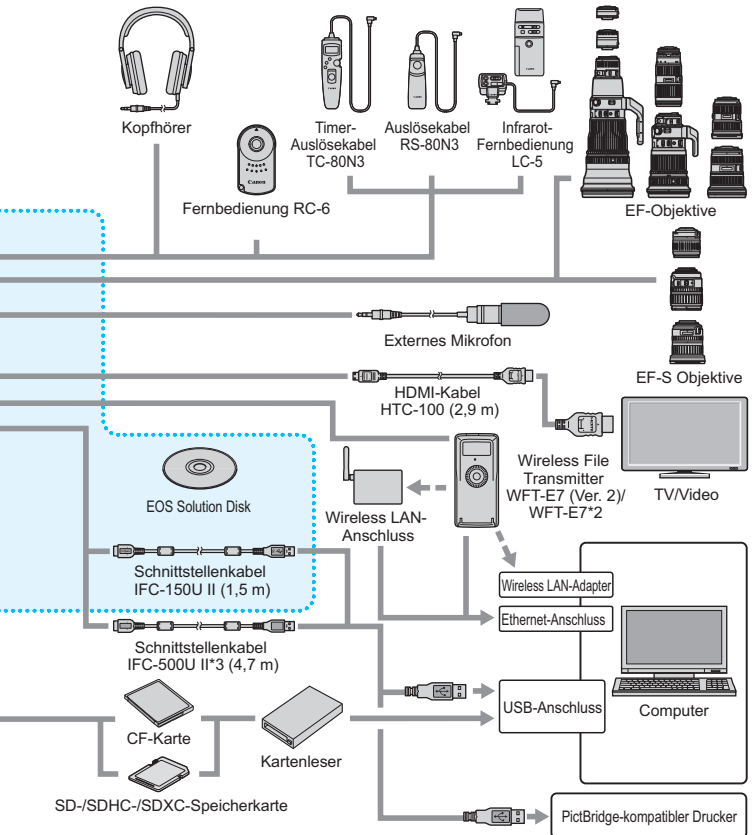 Kopfhörer
Timer-
Auslösekabel
TC-80N3
Auslösekabel
RS-80N3
Infrarot-
Fernbedienung
LC-5
Canon
Fernbedienung RC-6
EF-Objektive
Externes Mikrofon
EF-S Objektive
HDMI-Kabel
HTC-100 (2,9 m)
EOS Solution Disk
Wireless LAN-
Anschluss
Wireless File
Transmitter
WFT-E7 (Ver. 2)/
WFT-E7*2
TV/Video
Schnittstellenkabel
IFC-150U II (1,5 m)
Wireless LAN-Adapter
Ethernet-Anschluss
Schnittstellenkabel
IFC-500U II*3 (4,7 m)
USB-Anschluss
Computer
CF-Karte
Kartenleser
SD-/SDHC-/SDXC-Speicherkarte
PictBridge-kompatibler Drucker